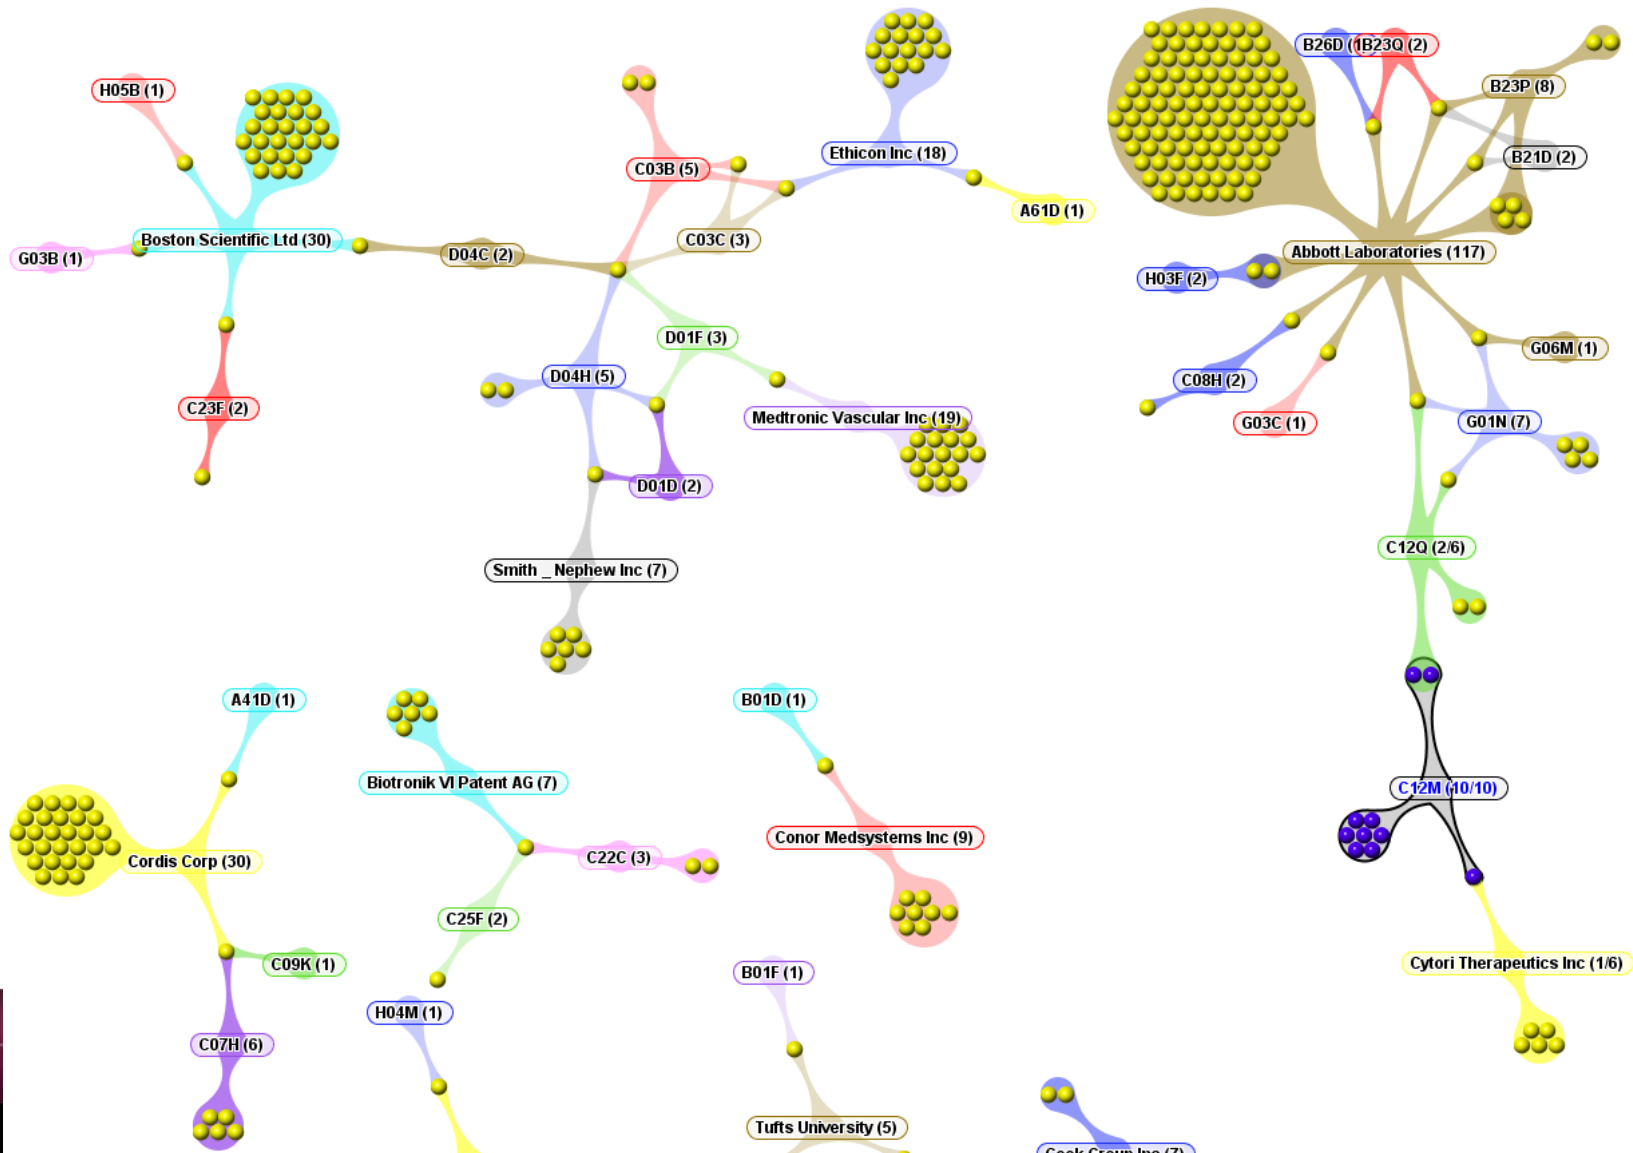 B26D (1
B23Q (2)
H05B (1)
B23P (8)
Ethicon Inc (18)
B21D (2)
C03B (5)
A61D (1)
Boston Scientific Ltd (30)
C03C (3)
G03B (1)
D04C (2)
Abbott Laboratories (117)
H03F (2)
D01F (3)
G06M (1)
D04H (5)
C08H (2)
C23F (2)
Medtronic Vascular Inc (19)
G03C (1)
G01N (7)
D01D (2)
C12Q (2/6)
Smith _ Nephew Inc (7)
A41D (1)
B01D (1)
Biotronik VI Patent AG (7)
C12M (10/10)
Conor Medsystems Inc (9)
Cordis Corp (30)
C22C (3)
C25F (2)
C09K (1)
Cytori Therapeutics Inc (1/6)
B01F (1)
H04M (1)
C07H (6)
Tufts University (5)
Cook Group Inc (7)